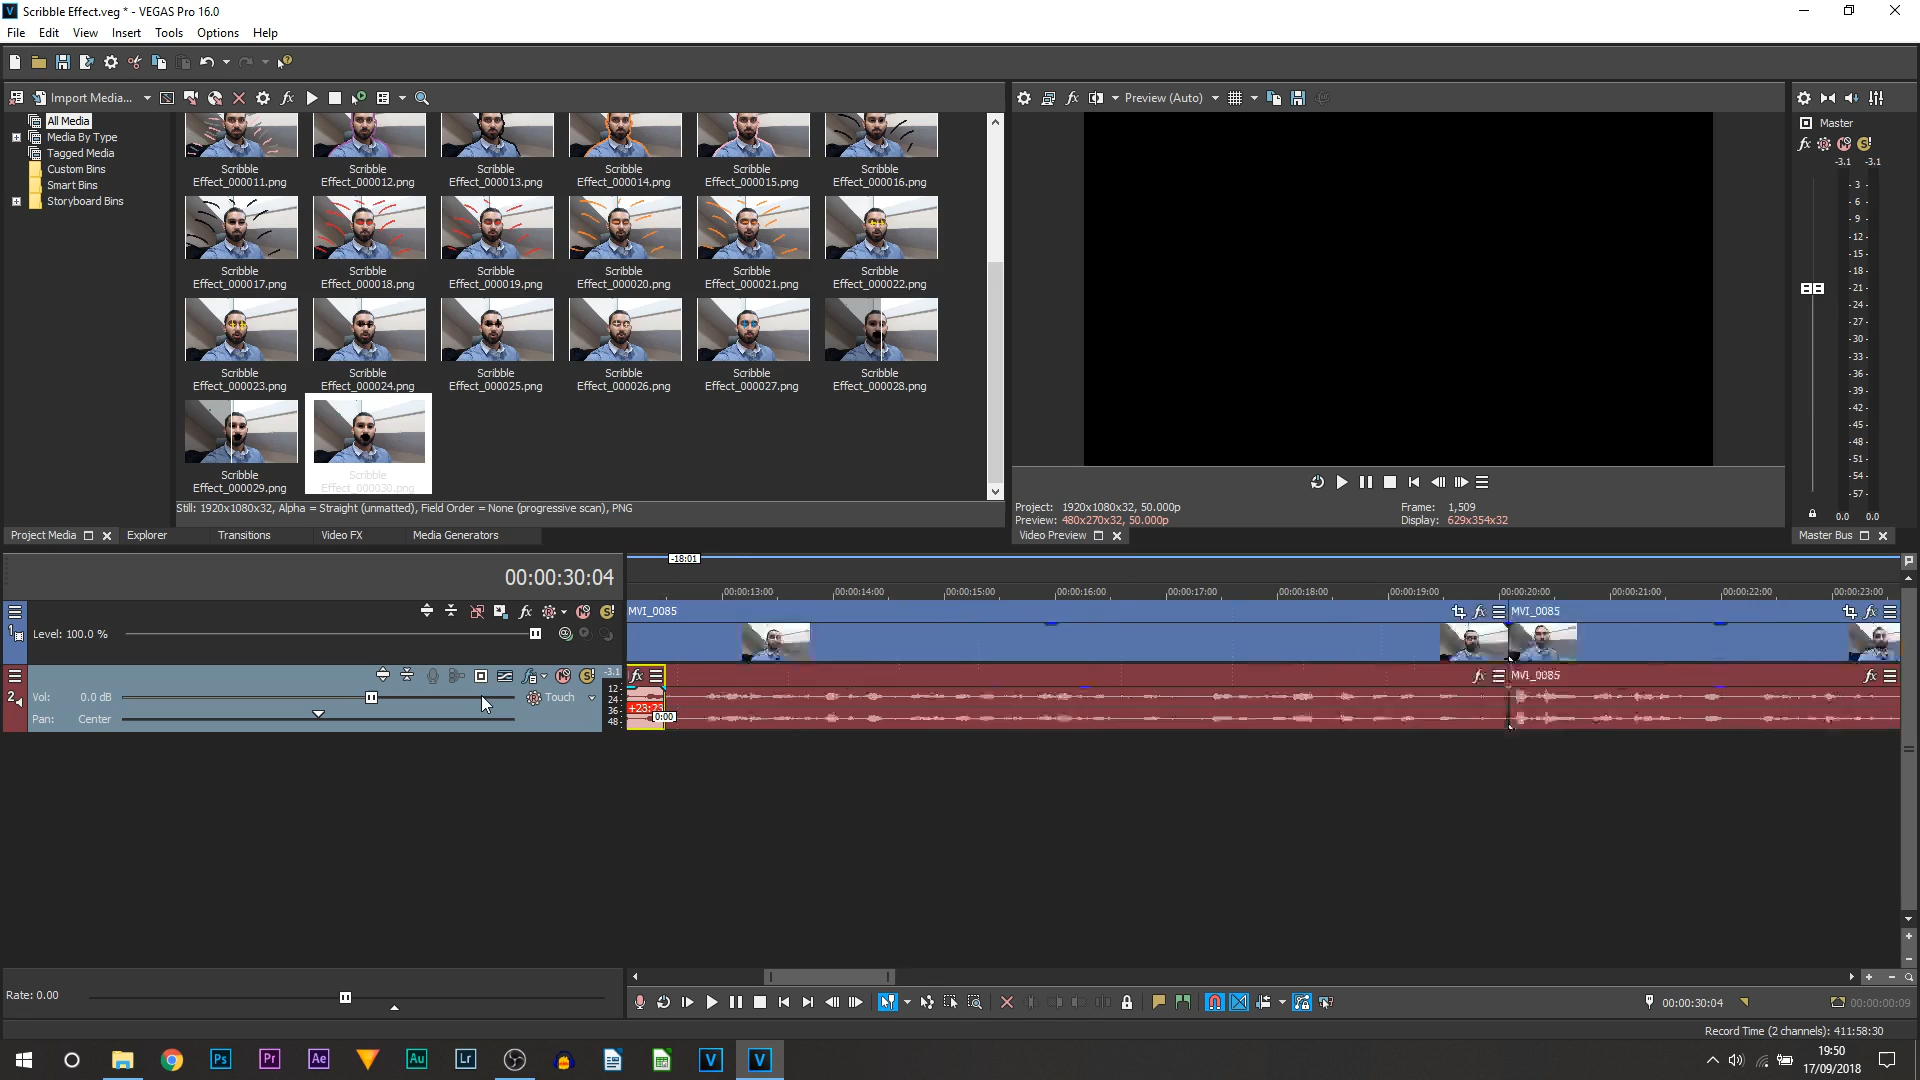 Scribble Effect.veg * - VEGAS Pro 16.0
File Edit View Insert Tools Options Help
Import Media...
All Media
Media By Type
Tagged Media
Custom Bins
Smart Bins
Storyboard Bins
Scribble Effect_000011.png
Scribble Effect_000012.png
Scribble Effect_000013.png
Scribble Effect_000014.png
Scribble Effect_000015.png
Scribble Effect_000016.png
Scribble Effect_000017.png
Scribble Effect_000018.png
Scribble Effect_000019.png
Scribble Effect_000020.png
Scribble Effect_000021.png
Scribble Effect_000022.png
Scribble Effect_000023.png
Scribble Effect_000024.png
Scribble Effect_000025.png
Scribble Effect_000026.png
Scribble Effect_000027.png
Scribble Effect_000028.png
Scribble Effect_000029.png
Scribble Effect_000030.png
Still: 1920x1080x32, Alpha = Straight (unmatted), Field Order = None (progressive scan), PNG
Project Media Explorer Transitions Video FX Media Generators
Preview (Auto)
Project: 1920x1080x32, 50.000p
Frame: 1,509
Preview: 480x270x32, 50.000p
Display: 629x354x32
Video Preview
Master
fx
-3.1 -3.1
- 3 -
- 6 -
- 9 -
- 12 -
- 15 -
- 18 -
- 21 -
- 24 -
- 27 -
- 30 -
- 33 -
- 36 -
- 39 -
- 42 -
- 45 -
- 48 -
- 51 -
- 54 -
- 57 -
0.0 0.0
Master Bus
-18:01
00:00:30:04
00:00:13:00 00:00:14:00 00:00:15:00 00:00:16:00 00:00:17:00 00:00:18:00 00:00:19:00 00:00:20:00 00:00:21:00 00:00:22:00 00:00:23:00
MVI_0085 MVI_0085
1
Level: 100.0 %
MVI_0085
2
Vol: 0.0 dB
Touch
Pan: Center
-3.1
12-
24-
36-
48-
+23:23
0:00
Rate: 0.00
00:00:30:04
00:00:00:09
Record Time (2 channels): 411:58:30
Ps Pr Ae Au Lr V V
19:50
17/09/2018